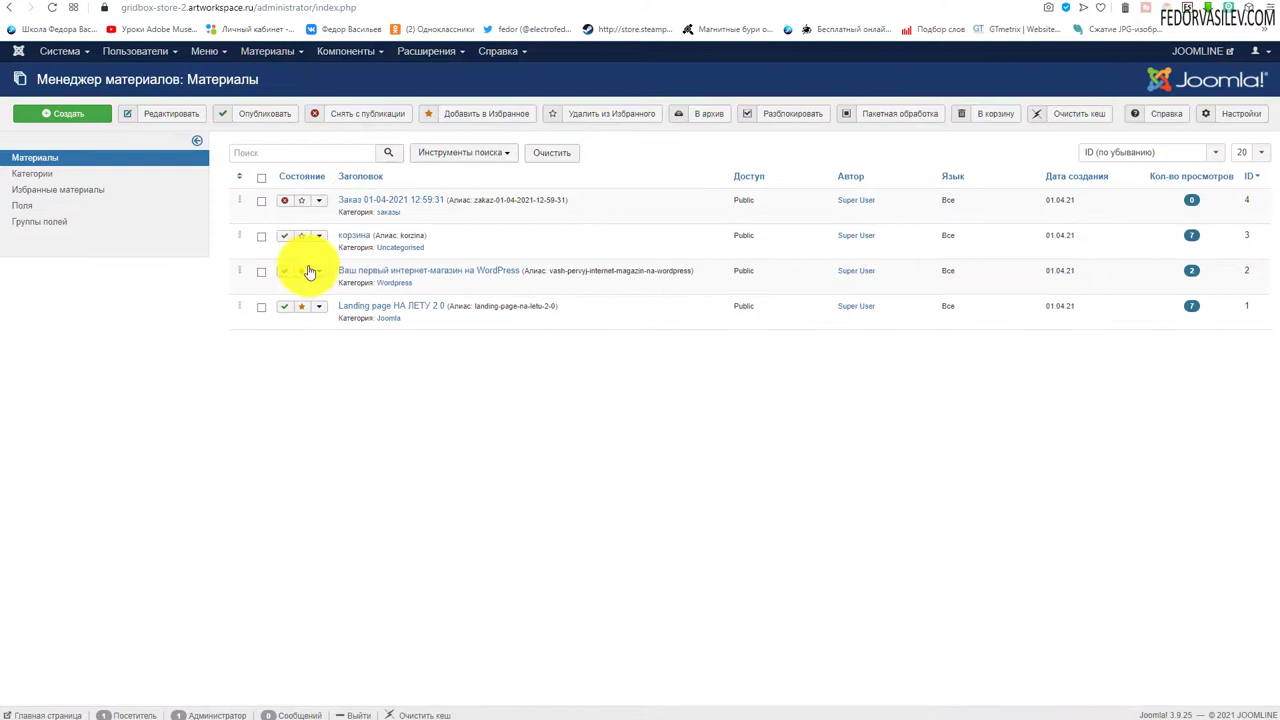 gridbox-store-2.artworkspace.ru/administrator/index.php
FEDORVASILEV.COM
Школа Федора Вас... Уроки Adobe Muse... Личный кабинет -... Федор Васильев (2) Одноклассники fedor (@electrofed... http://store.steamp... Магнитные бури о... Бесплатный онлай... Подбор слов GTmetrix | Website... Сжатие JPG-изобр...
Система Пользователи Меню Материалы Компоненты Расширения Справка JOOMLINE
Менеджер материалов: Материалы Joomla!
Создать Редактировать Опубликовать Снять с публикации Добавить в Избранное Удалить из Избранного В архив Разблокировать Пакетная обработка В корзину Очистить кеш Справка Настройки
Материалы
Категории
Избранные материалы
Поля
Группы полей
Поиск Инструменты поиска Очистить ID (по убыванию) 20
Состояние Заголовок Доступ Автор Язык Дата создания Кол-во просмотров ID
Заказ 01-04-2021 12:59:31 (Алиас: zakaz-01-04-2021-12-59-31) Public Super User Все 01.04.21 0 4
Категория: заказы
корзина (Алиас: korzina) Public Super User Все 01.04.21 7 3
Категория: Uncategorised
Ваш первый интернет-магазин на WordPress (Алиас: vash-pervyj-internet-magazin-na-wordpress) Public Super User Все 01.04.21 2 2
Категория: Wordpress
Landing page НА ЛЕТУ 2.0 (Алиас: landing-page-na-letu-2-0) Public Super User Все 01.04.21 7 1
Категория: Joomla
Главная страница 1 Посетитель 1 Администратор 0 Сообщений Выйти Очистить кеш Joomla! 3.9.25 — © 2021 JOOMLINE